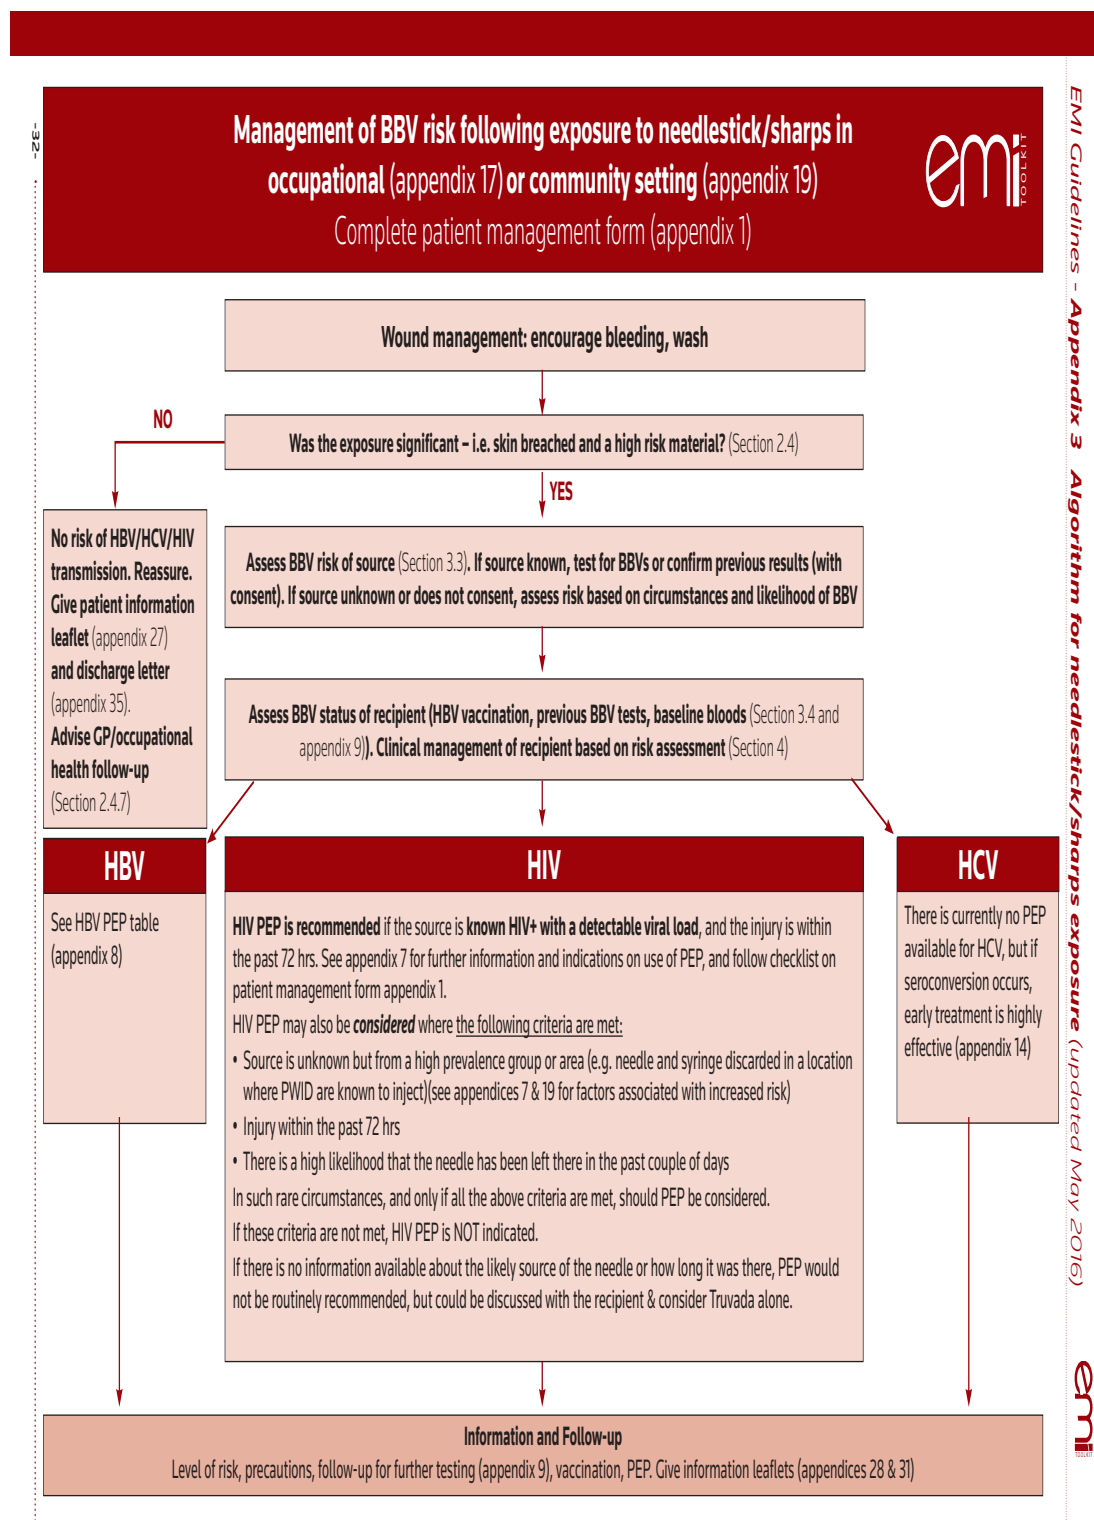 Management of BBV risk following exposure to needlestick/sharps in
occupational (appendix 17) or community setting (appendix 19)
Complete patient management form (appendix 1)
emi
TOOLKIT
-32-
Wound management: encourage bleeding, wash
NO
Was the exposure significant – i.e. skin breached and a high risk material? (Section 2.4)
YES
No risk of HBV/HCV/HIV
transmission. Reassure.
Give patient information
leaflet (appendix 27)
and discharge letter
(appendix 35).
Advise GP/occupational
health follow-up
(Section 2.4.7)
Assess BBV risk of source (Section 3.3). If source known, test for BBVs or confirm previous results (with
consent). If source unknown or does not consent, assess risk based on circumstances and likelihood of BBV
Assess BBV status of recipient (HBV vaccination, previous BBV tests, baseline bloods (Section 3.4 and
appendix 9)). Clinical management of recipient based on risk assessment (Section 4)
HBV
See HBV PEP table
(appendix 8)
HIV
HIV PEP is recommended if the source is known HIV+ with a detectable viral load, and the injury is within
the past 72 hrs. See appendix 7 for further information and indications on use of PEP, and follow checklist on
patient management form appendix 1.
HIV PEP may also be considered where the following criteria are met:
• Source is unknown but from a high prevalence group or area (e.g. needle and syringe discarded in a location
where PWID are known to inject)(see appendices 7 & 19 for factors associated with increased risk)
• Injury within the past 72 hrs
• There is a high likelihood that the needle has been left there in the past couple of days
In such rare circumstances, and only if all the above criteria are met, should PEP be considered.
If these criteria are not met, HIV PEP is NOT indicated.
If there is no information available about the likely source of the needle or how long it was there, PEP would
not be routinely recommended, but could be discussed with the recipient & consider Truvada alone.
HCV
There is currently no PEP
available for HCV, but if
seroconversion occurs,
early treatment is highly
effective (appendix 14)
Information and Follow-up
Level of risk, precautions, follow-up for further testing (appendix 9), vaccination, PEP. Give information leaflets (appendices 28 & 31)
EMI Guidelines – Appendix 3 Algorithm for needlestick/sharps exposure (updated May 2016)
emi
TOOLKIT